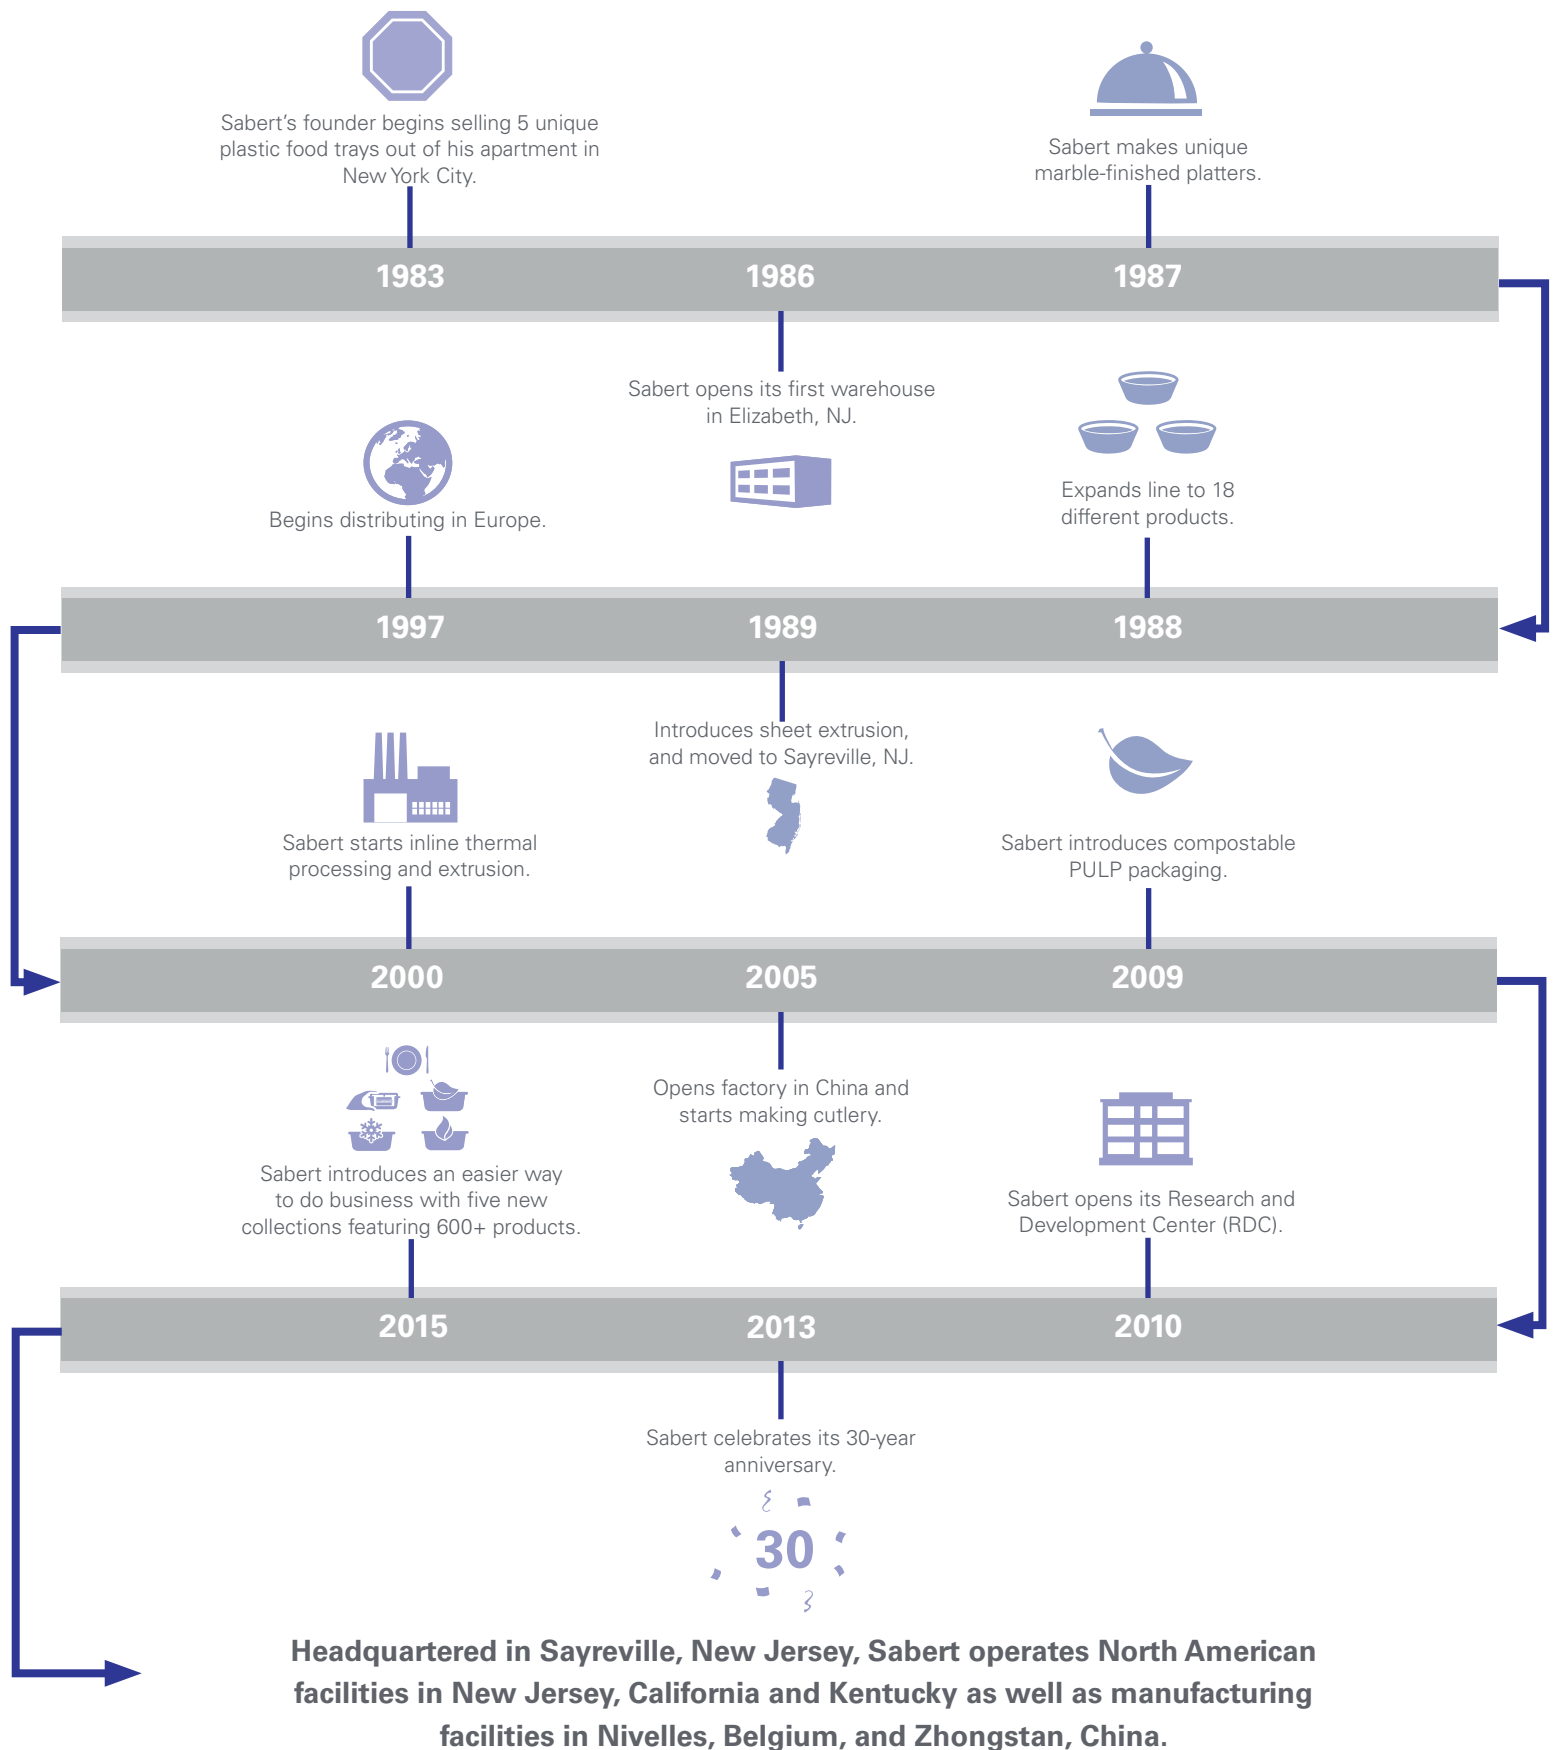 Sabert's founder begins selling 5 unique
plastic food trays out of his apartment in
New York City.
Sabert makes unique
marble-finished platters.
1983
1986
1987
Sabert opens its first warehouse
in Elizabeth, NJ.
Expands line to 18
different products.
Begins distributing in Europe.
1997
1989
1988
Introduces sheet extrusion,
and moved to Sayreville, NJ.
Sabert starts inline thermal
processing and extrusion.
Sabert introduces compostable
PULP packaging.
2000
2005
2009
Opens factory in China and
starts making cutlery.
Sabert introduces an easier way
to do business with five new
collections featuring 600+ products.
Sabert opens its Research and
Development Center (RDC).
2015
2013
2010
Sabert celebrates its 30-year
anniversary.
30
Headquartered in Sayreville, New Jersey, Sabert operates North American
facilities in New Jersey, California and Kentucky as well as manufacturing
facilities in Nivelles, Belgium, and Zhongstan, China.